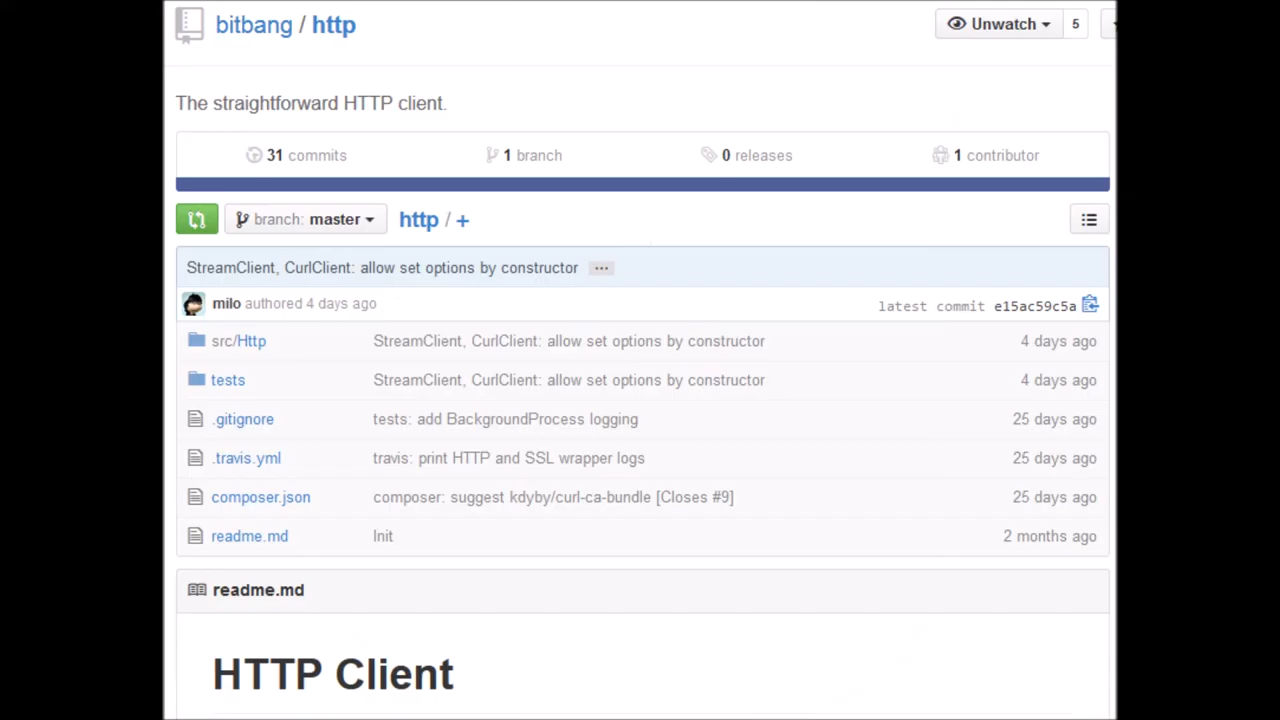 bitbang / http Unwatch 5
The straightforward HTTP client.
31 commits 1 branch 0 releases 1 contributor
branch: master http / +
StreamClient, CurlClient: allow set options by constructor ...
milo authored 4 days ago latest commit e15ac59c5a
src/Http StreamClient, CurlClient: allow set options by constructor 4 days ago
tests StreamClient, CurlClient: allow set options by constructor 4 days ago
.gitignore tests: add BackgroundProcess logging 25 days ago
.travis.yml travis: print HTTP and SSL wrapper logs 25 days ago
composer.json composer: suggest kdyby/curl-ca-bundle [Closes #9] 25 days ago
readme.md Init 2 months ago
readme.md
HTTP Client